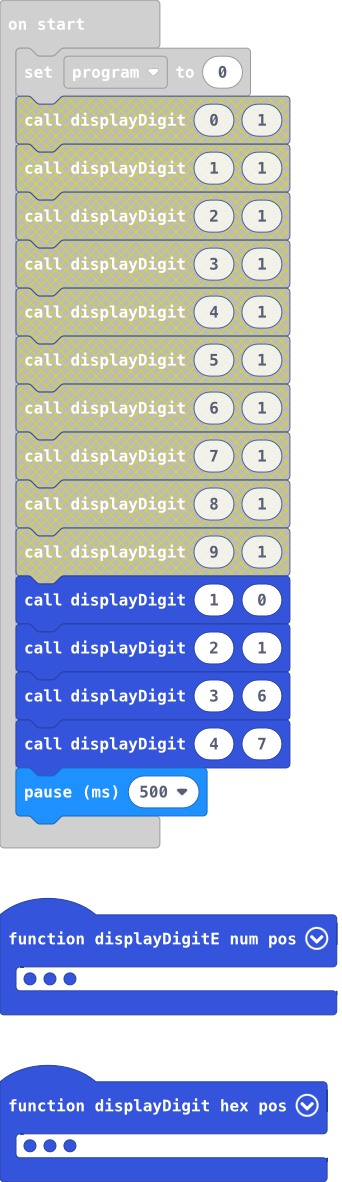 on start
set program to 0
call displayDigit 0 1
call displayDigit 1 1
call displayDigit 2 1
call displayDigit 3 1
call displayDigit 4 1
call displayDigit 5 1
call displayDigit 6 1
call displayDigit 7 1
call displayDigit 8 1
call displayDigit 9 1
call displayDigit 1 0
call displayDigit 2 1
call displayDigit 3 6
call displayDigit 4 7
pause (ms) 500
function displayDigitE num pos
function displayDigit hex pos